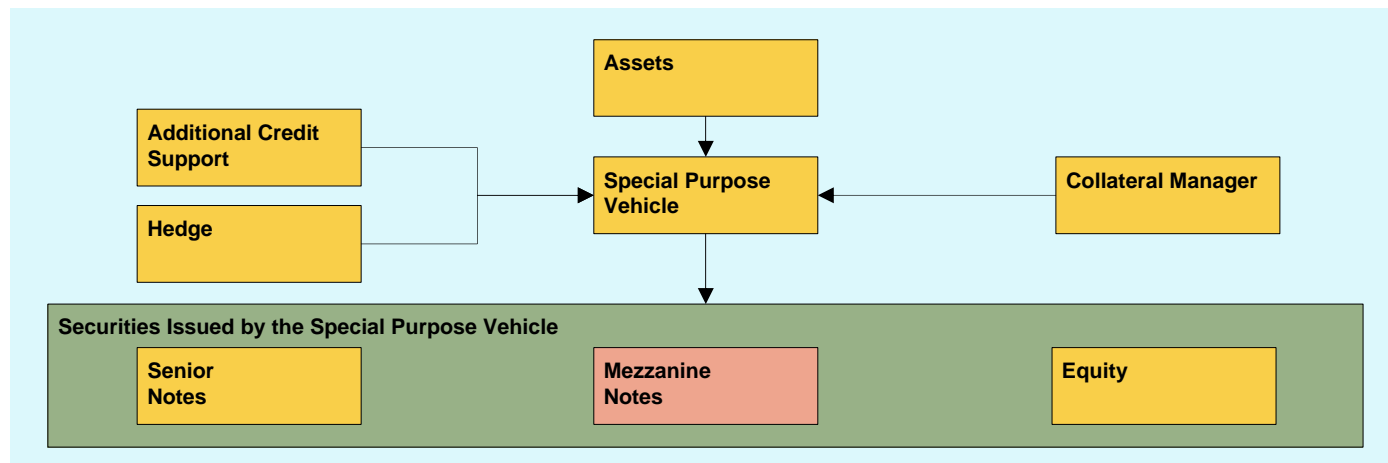 Assets
Additional Credit
Support
Special Purpose
Vehicle
Collateral Manager
Hedge
Securities Issued by the Special Purpose Vehicle
Senior
Notes
Mezzanine
Notes
Equity